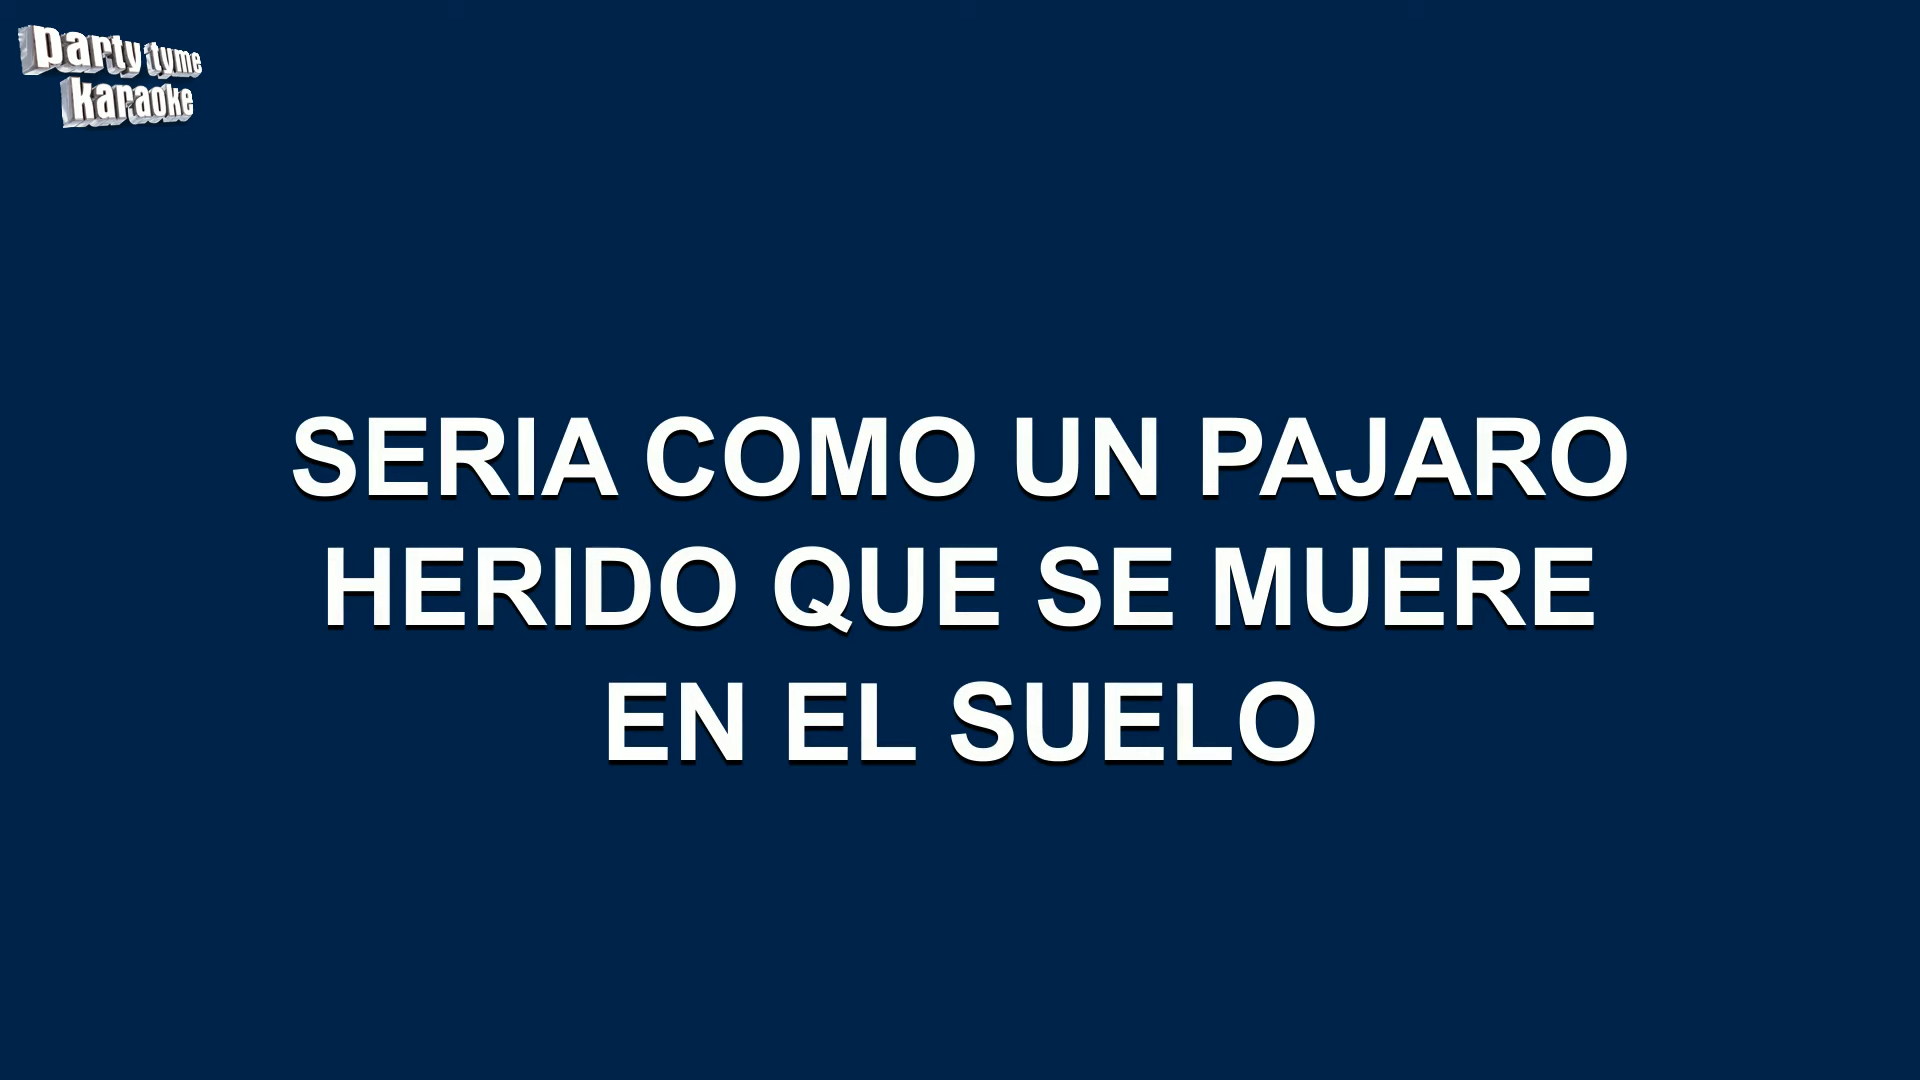 party tyme
karaoke
SERIA COMO UN PAJARO
HERIDO QUE SE MUERE
EN EL SUELO